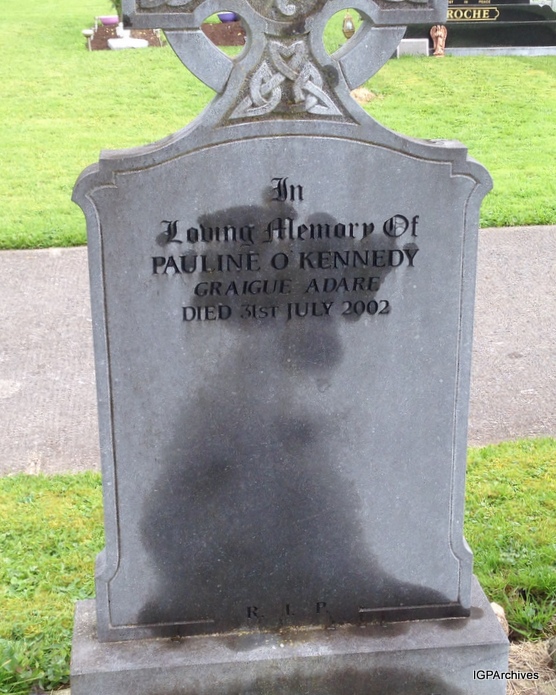 ROCHE
In
Loving Memory Of
PAULINE O'KENNEDY
GRAIGUE ADARE
DIED 31ST JULY 2002
R. I. P
IGPArchives